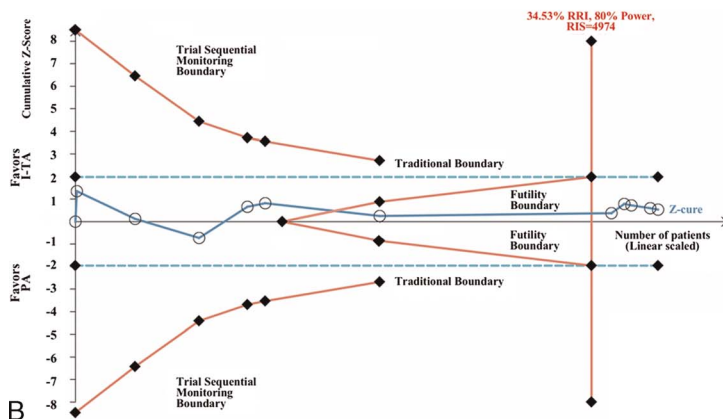 34.53% RRI, 80% Power,
RIS=4974
Cumulative Z-Score
8
7
6
5
4
3
2
1
-1
-2
-3
-4
-5
-6
-7
-8
Trial Sequential
Monitoring
Boundary
Favors
I-TA
Traditional Boundary
Futility
Boundary
Z-cure
Futility
Boundary
Number of patients
(Linear scaled)
Favors
PA
Traditional Boundary
Trial Sequential
Monitoring
Boundary
B